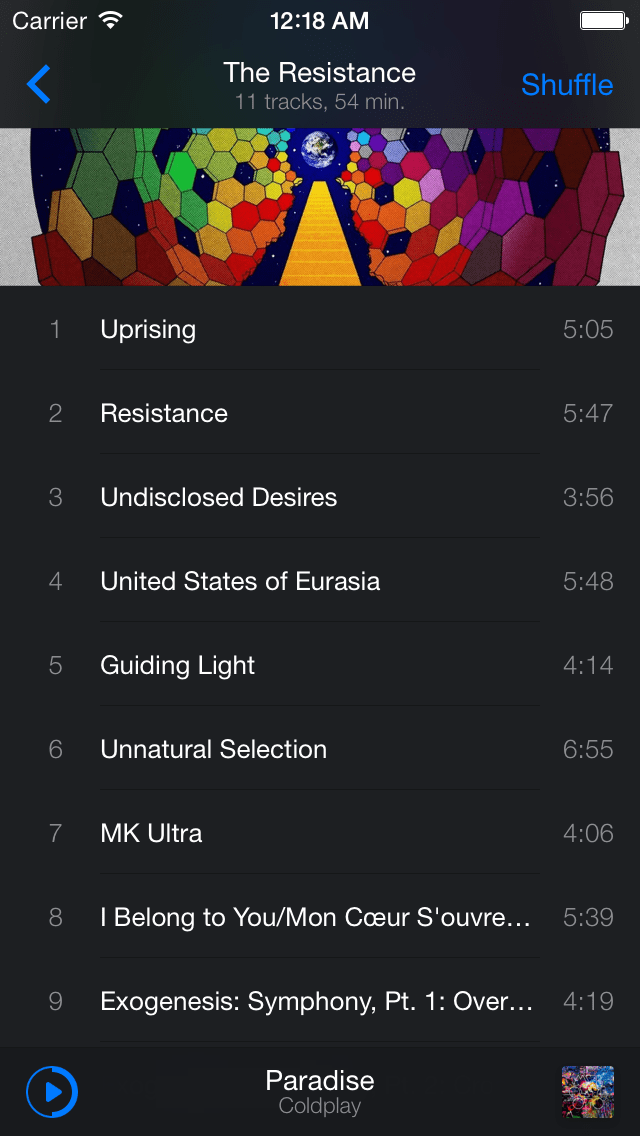 Carrier 12:18 AM
The Resistance
11 tracks, 54 min.
Shuffle
1 Uprising 5:05
2 Resistance 5:47
3 Undisclosed Desires 3:56
4 United States of Eurasia 5:48
5 Guiding Light 4:14
6 Unnatural Selection 6:55
7 MK Ultra 4:06
8 I Belong to You/Mon Cœur S'ouvre… 5:39
9 Exogenesis: Symphony, Pt. 1: Over… 4:19
Paradise
Coldplay